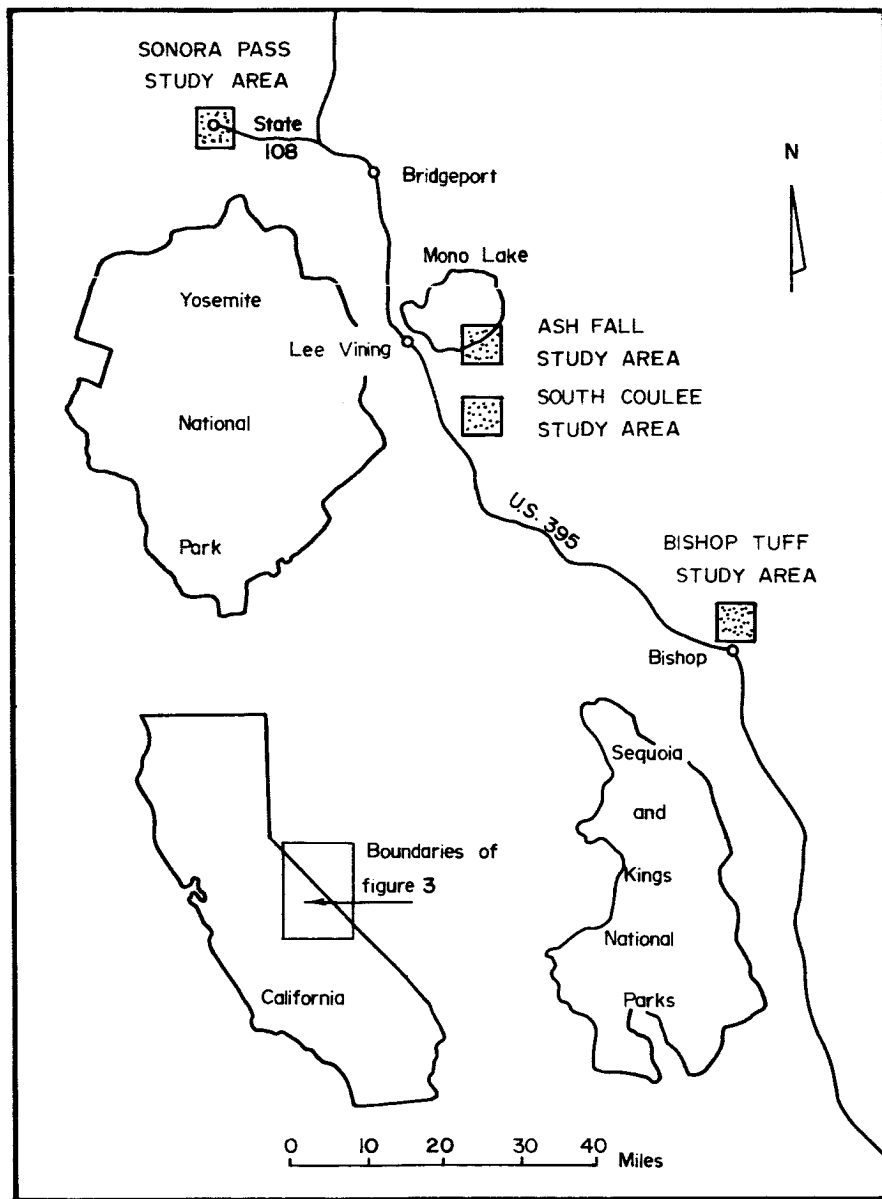 SONORA PASS
STUDY AREA
State
108
Bridgeport
N
Mono Lake
Yosemite
ASH FALL
STUDY AREA
Lee Vining
SOUTH COULEE
STUDY AREA
National
U.S. 395
Park
BISHOP TUFF
STUDY AREA
Bishop
Sequoia
and
Kings
National
Parks
Boundaries of
figure 3
California
0 10 20 30 40
Miles